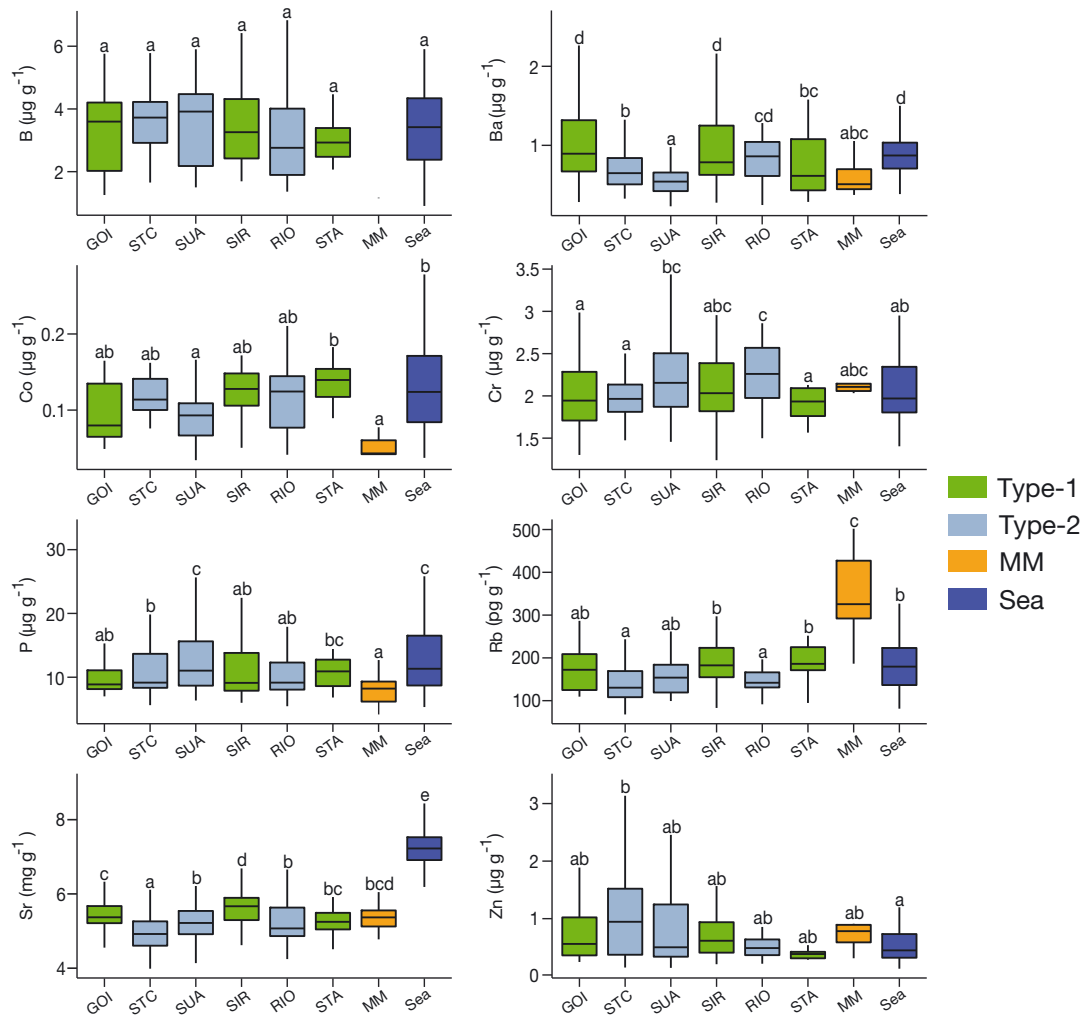 B (µg g⁻¹)
6
4
2
a a a a a a a
GOI STC SUA SIR RIO STA MM Sea
Ba (µg g⁻¹)
2
1
d b a d cd bc abc d
GOI STC SUA SIR RIO STA MM Sea
Co (µg g⁻¹)
0.2
0.1
ab ab a ab ab b a b
GOI STC SUA SIR RIO STA MM Sea
Cr (µg g⁻¹)
3.5
3
2.5
2
1.5
a a bc abc c a abc ab
GOI STC SUA SIR RIO STA MM Sea
Type-1
Type-2
MM
Sea
P (µg g⁻¹)
30
20
10
ab b c ab ab bc a c
GOI STC SUA SIR RIO STA MM Sea
Rb (pg g⁻¹)
500
400
300
200
100
ab a ab b a b c b
GOI STC SUA SIR RIO STA MM Sea
Sr (mg g⁻¹)
8
6
4
c a b d b bc bcd e
GOI STC SUA SIR RIO STA MM Sea
Zn (µg g⁻¹)
3
2
1
0
ab b ab ab ab ab ab a
GOI STC SUA SIR RIO STA MM Sea